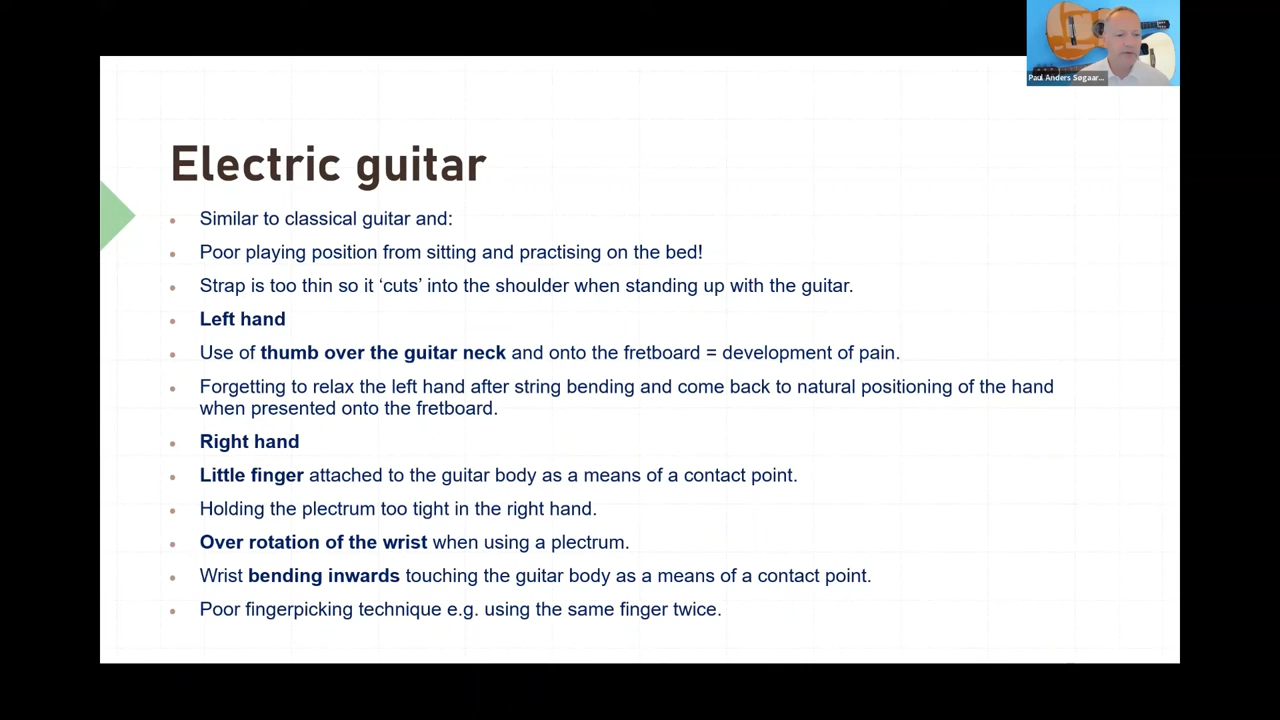 Paul Anders Søgaar...
Electric guitar
Similar to classical guitar and:
Poor playing position from sitting and practising on the bed!
Strap is too thin so it ‘cuts’ into the shoulder when standing up with the guitar.
Left hand
Use of thumb over the guitar neck and onto the fretboard = development of pain.
Forgetting to relax the left hand after string bending and come back to natural positioning of the hand
when presented onto the fretboard.
Right hand
Little finger attached to the guitar body as a means of a contact point.
Holding the plectrum too tight in the right hand.
Over rotation of the wrist when using a plectrum.
Wrist bending inwards touching the guitar body as a means of a contact point.
Poor fingerpicking technique e.g. using the same finger twice.